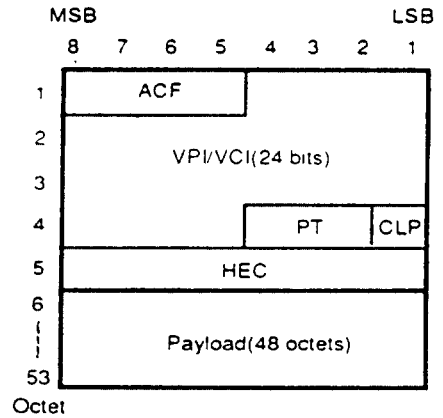 MSB LSB
8 7 6 5 4 3 2 1
1 ACF
2
VPI/VCI(24 bits)
3
4 PT CLP
5 HEC
6
Payload(48 octets)
53
Octet